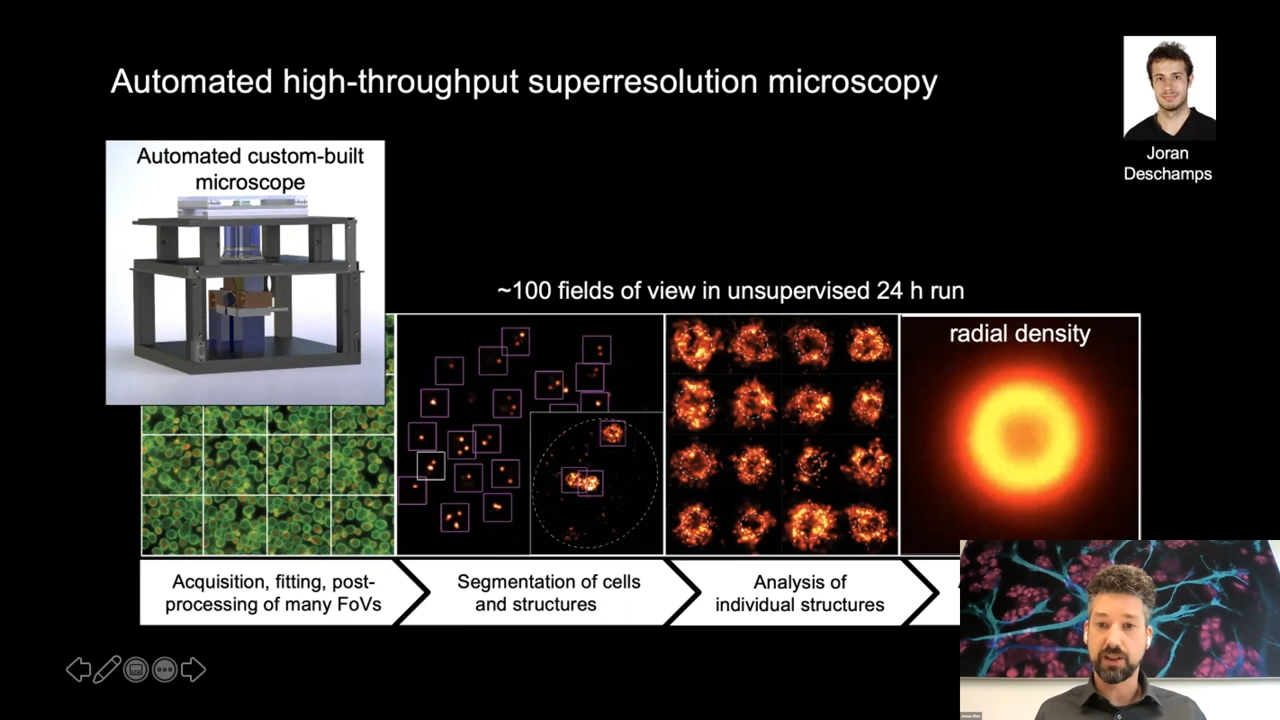 Automated high-throughput superresolution microscopy
Joran
Deschamps
Automated custom-built
microscope
~100 fields of view in unsupervised 24 h run
radial density
Acquisition, fitting, post-
processing of many FoVs
Segmentation of cells
and structures
Analysis of
individual structures